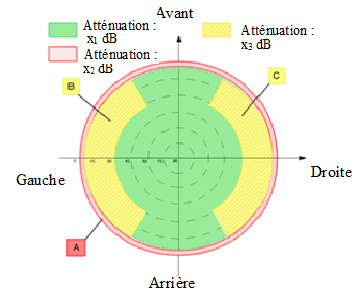 Avant
Atténuation :
x₁ dB
Atténuation :
x₂ dB
Atténuation :
x₃ dB
B
C
Gauche
Droite
A
Arrière